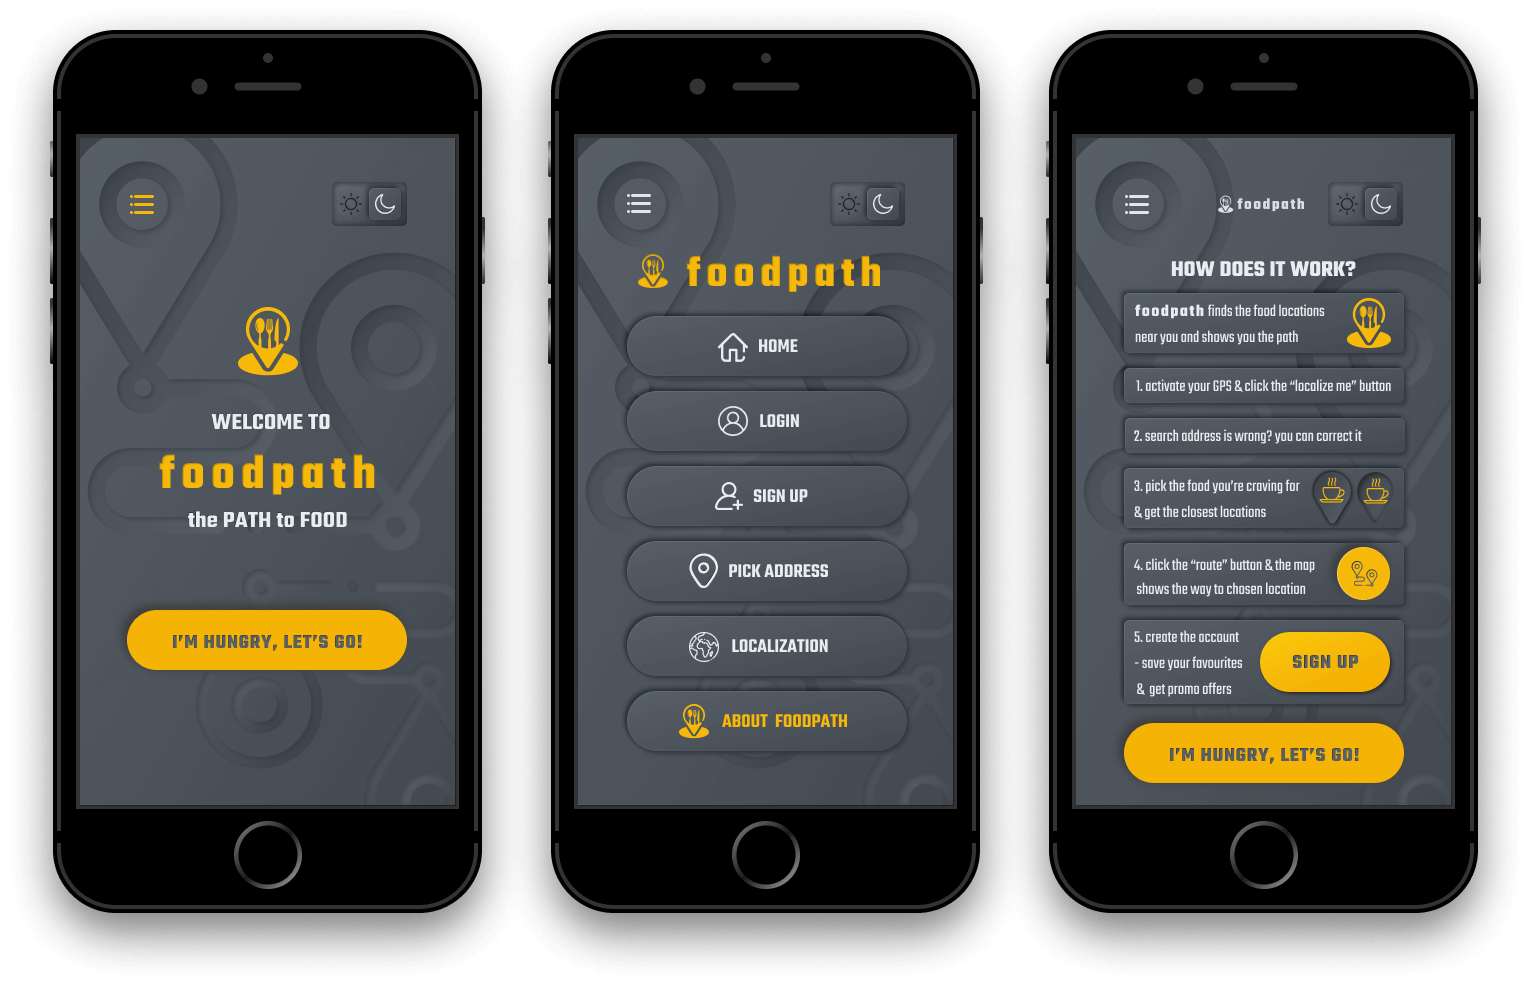 WELCOME TO
foodpath
the PATH to FOOD
I'M HUNGRY, LET'S GO!
foodpath
HOME
LOGIN
SIGN UP
PICK ADDRESS
LOCALIZATION
ABOUT FOODPATH
foodpath
HOW DOES IT WORK?
foodpath finds the food locations
near you and shows you the path
1. activate your GPS & click the “localize me” button
2. search address is wrong? you can correct it
3. pick the food you're craving for
& get the closest locations
4. click the “route” button & the map
shows the way to chosen location
5. create the account
- save your favourites
& get promo offers
SIGN UP
I'M HUNGRY, LET'S GO!